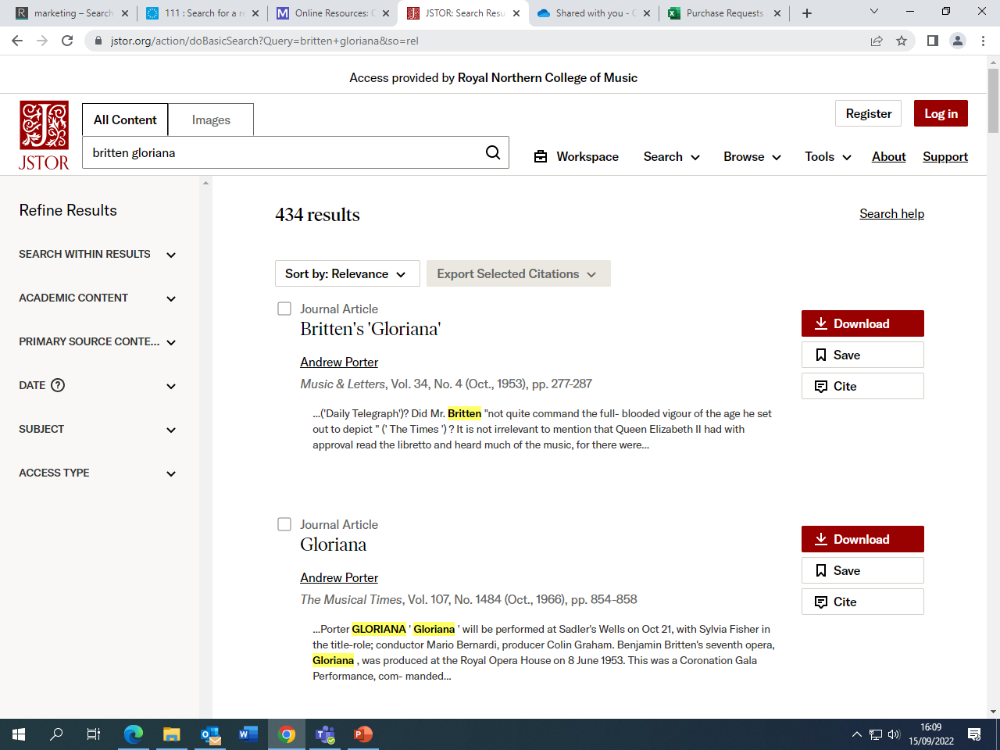 marketing – Search
111 : Search for a re
Online Resources: C
JSTOR: Search Resu
Shared with you - O
Purchase Requests
jstor.org/action/doBasicSearch?Query=britten+gloriana&so=rel
Access provided by Royal Northern College of Music
JSTOR
All Content
Images
britten gloriana
Register
Log in
Workspace
Search
Browse
Tools
About
Support
Refine Results
SEARCH WITHIN RESULTS
ACADEMIC CONTENT
PRIMARY SOURCE CONTE...
DATE ?
SUBJECT
ACCESS TYPE
434 results
Search help
Sort by: Relevance
Export Selected Citations
Journal Article
Britten's 'Gloriana'
Andrew Porter
Music & Letters, Vol. 34, No. 4 (Oct., 1953), pp. 277-287
...('Daily Telegraph')? Did Mr. Britten "not quite command the full- blooded vigour of the age he set
out to depict " (' The Times ') ? It is not irrelevant to mention that Queen Elizabeth II had with
approval read the libretto and heard much of the music, for there were...
Download
Save
Cite
Journal Article
Gloriana
Andrew Porter
The Musical Times, Vol. 107, No. 1484 (Oct., 1966), pp. 854-858
...Porter GLORIANA ' Gloriana ' will be performed at Sadler's Wells on Oct 21, with Sylvia Fisher in
the title-role; conductor Mario Bernardi, producer Colin Graham. Benjamin Britten's seventh opera,
Gloriana , was produced at the Royal Opera House on 8 June 1953. This was a Coronation Gala
Performance, com- manded...
Download
Save
Cite
16:09
15/09/2022